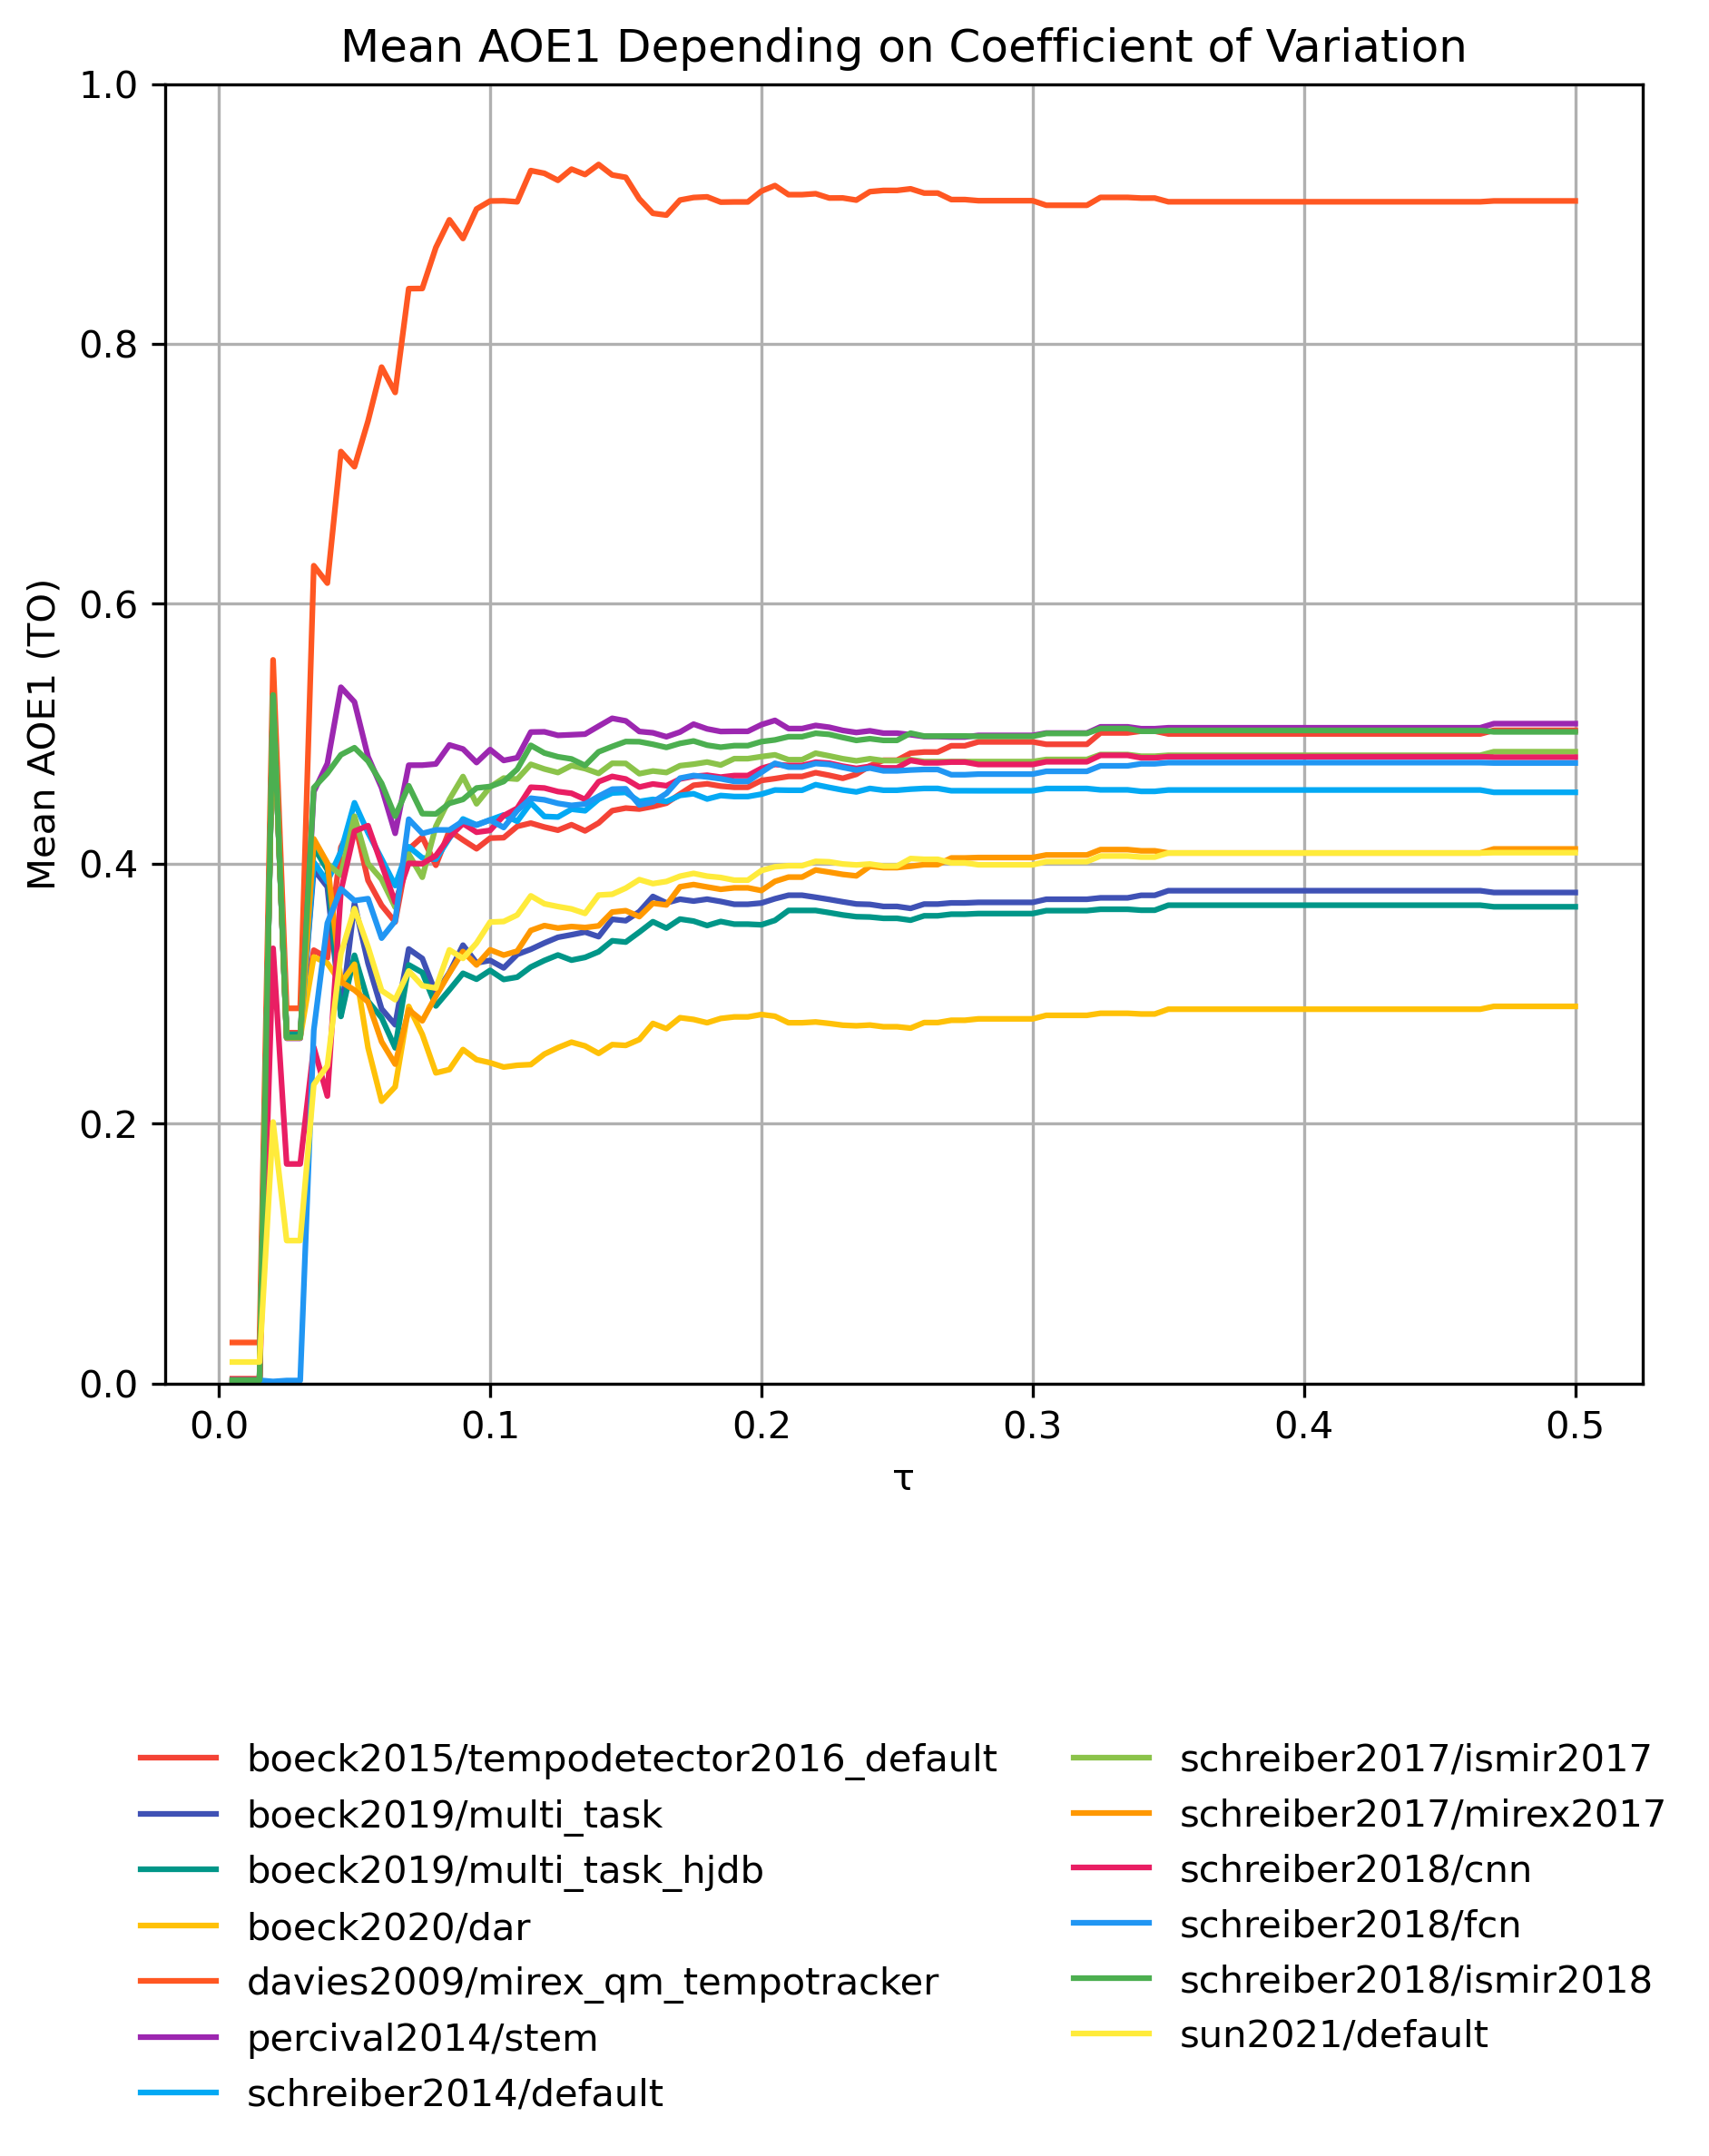 Mean AOE1 Depending on Coefficient of Variation
Mean AOE1 (TO)
1.0
0.8
0.6
0.4
0.2
0.0
0.0 0.1 0.2 0.3 0.4 0.5
τ
boeck2015/tempodetector2016_default
boeck2019/multi_task
boeck2019/multi_task_hjdb
boeck2020/dar
davies2009/mirex_qm_tempotracker
percival2014/stem
schreiber2014/default
schreiber2017/ismir2017
schreiber2017/mirex2017
schreiber2018/cnn
schreiber2018/fcn
schreiber2018/ismir2018
sun2021/default